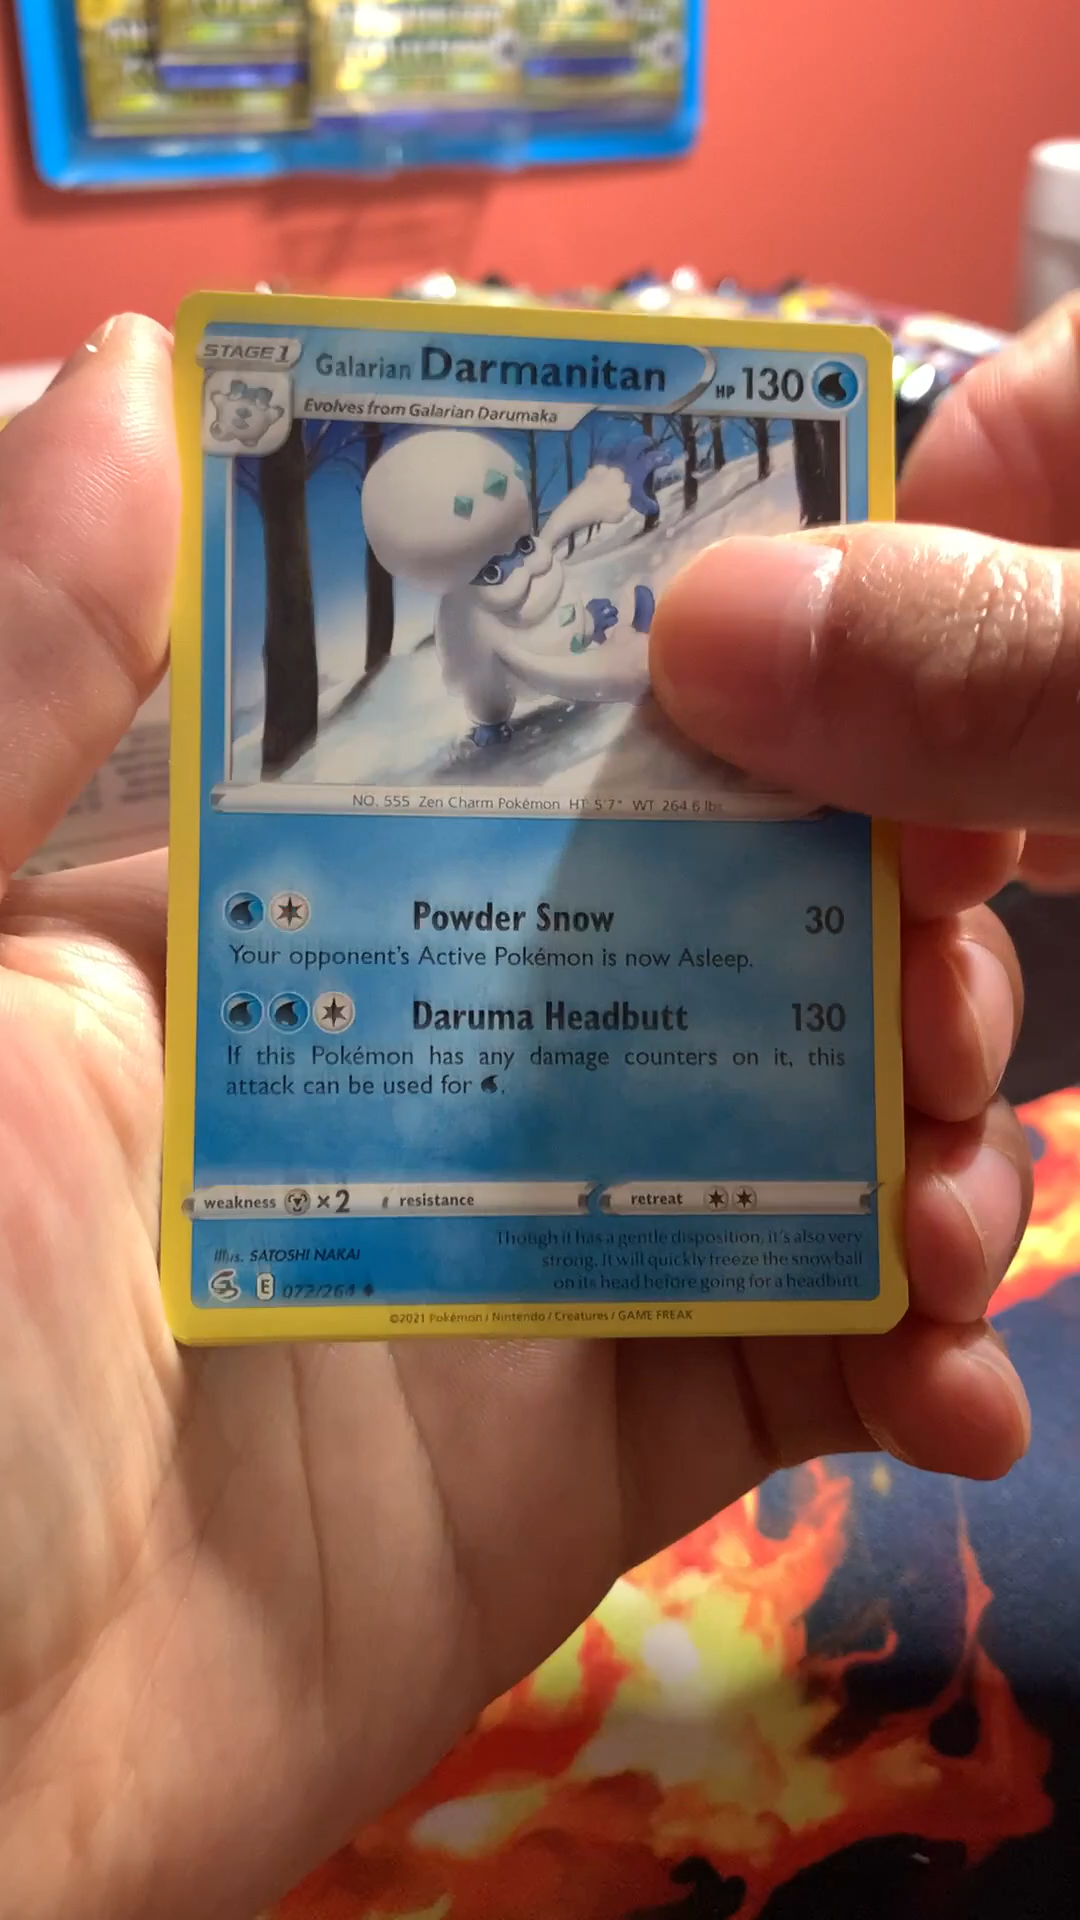 STAGE 1
Galarian Darmanitan
HP 130
Evolves from Galarian Darumaka
NO. 555 Zen Charm Pokémon HT 5'7" WT 264.6 lbs.
Powder Snow 30
Your opponent's Active Pokémon is now Asleep.
Daruma Headbutt 130
If this Pokémon has any damage counters on it, this
attack can be used for .
weakness ×2 resistance retreat
Illus. SATOSHI NAKAI
Though it has a gentle disposition, it's also very
strong. It will quickly freeze the snowball
on its head before going for a headbutt.
E 072/264
©2021 Pokémon / Nintendo / Creatures / GAME FREAK